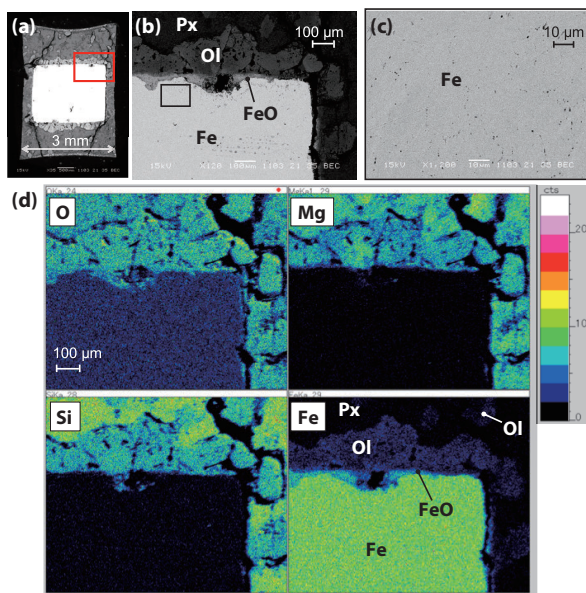 (a)
3 mm
(b)
Px
100 µm
Ol
FeO
Fe
15kV X120 100µm 1103 21 35 BEC
(c)
10 µm
Fe
15kV X1,200 10µm 1103 21 35 BEC
(d)
O
100 µm
Mg
Si
Fe
Px
Ol
Ol
FeO
Fe
cts
20
10
0